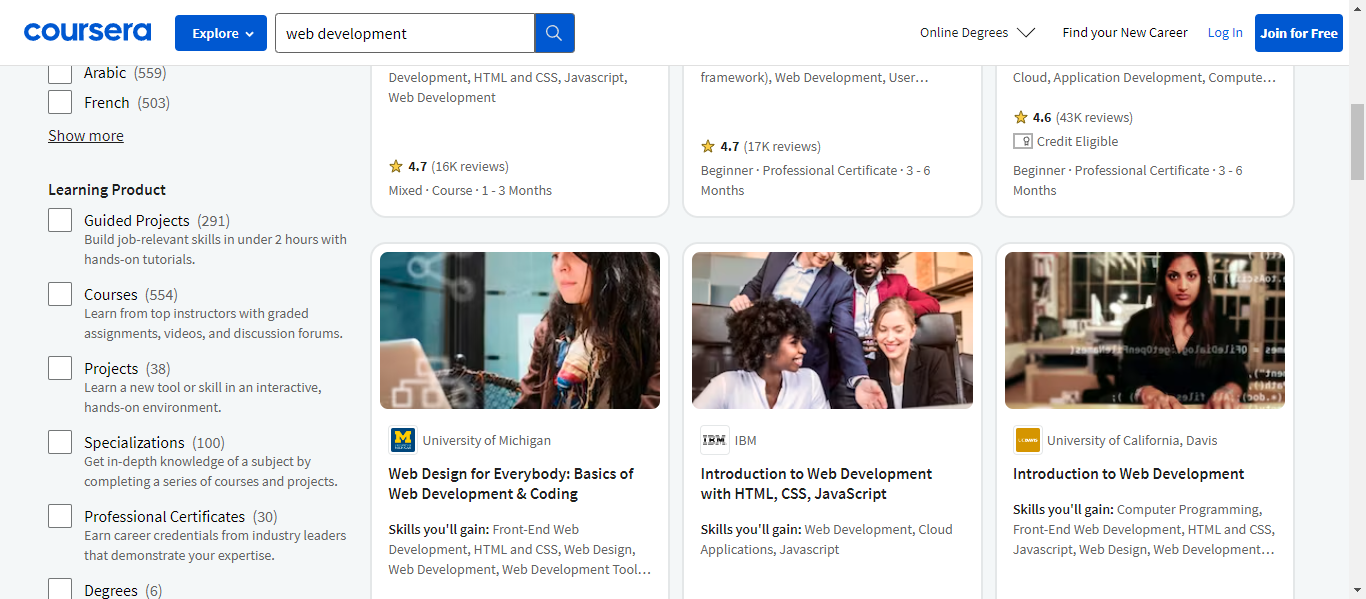 coursera
Explore
web development
Online Degrees
Find your New Career
Log In
Join for Free
Arabic (559)
French (503)
Show more
Learning Product
Guided Projects (291)
Build job-relevant skills in under 2 hours with
hands-on tutorials.
Courses (554)
Learn from top instructors with graded
assignments, videos, and discussion forums.
Projects (38)
Learn a new tool or skill in an interactive,
hands-on environment.
Specializations (100)
Get in-depth knowledge of a subject by
completing a series of courses and projects.
Professional Certificates (30)
Earn career credentials from industry leaders
that demonstrate your expertise.
Degrees (6)
Development, HTML and CSS, Javascript,
Web Development
4.7 (16K reviews)
Mixed · Course · 1 - 3 Months
framework), Web Development, User…
4.7 (17K reviews)
Beginner · Professional Certificate · 3 - 6
Months
Cloud, Application Development, Compute…
4.6 (43K reviews)
Credit Eligible
Beginner · Professional Certificate · 3 - 6
Months
University of Michigan
Web Design for Everybody: Basics of
Web Development & Coding
Skills you'll gain: Front-End Web
Development, HTML and CSS, Web Design,
Web Development, Web Development Tool…
IBM
IBM
Introduction to Web Development
with HTML, CSS, JavaScript
Skills you'll gain: Web Development, Cloud
Applications, Javascript
University of California, Davis
Introduction to Web Development
Skills you'll gain: Computer Programming,
Front-End Web Development, HTML and CSS,
Javascript, Web Design, Web Development…